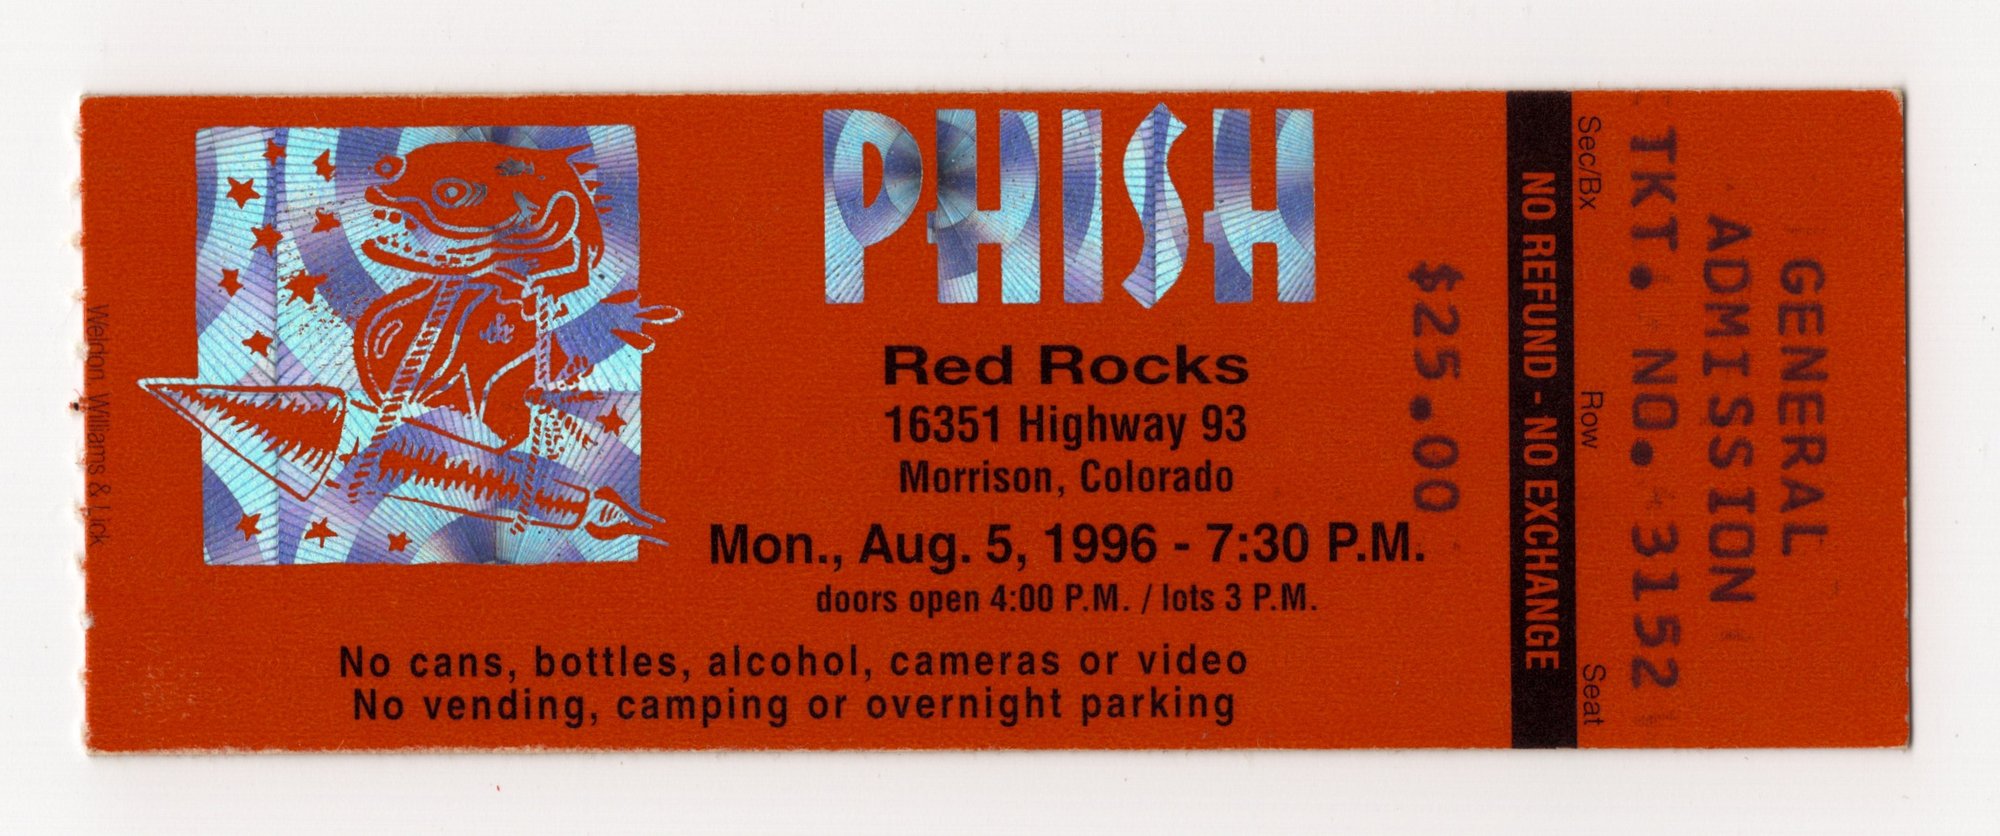 PHISH
Red Rocks
16351 Highway 93
Morrison, Colorado
Mon., Aug. 5, 1996 - 7:30 P.M.
doors open 4:00 P.M. / lots 3 P.M.
No cans, bottles, alcohol, cameras or video
No vending, camping or overnight parking
Weldon, Williams & Lick
$25.00
NO REFUND - NO EXCHANGE
Sec/Bx Row Seat
TKT. NO. 3152
GENERAL
ADMISSION